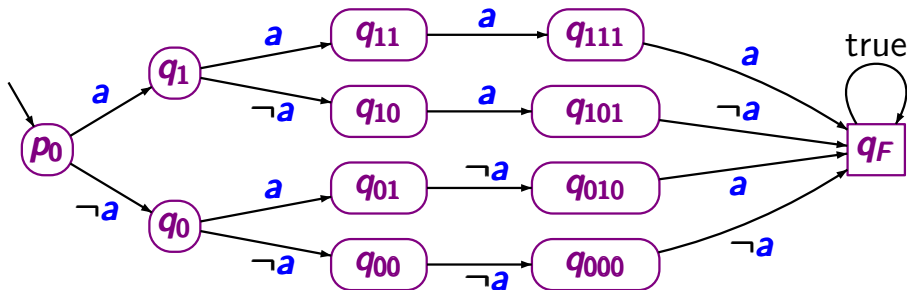 a q11 a q111 true
q1 a
a ¬a q10 a q101 ¬a
p0 qF
a q01 ¬a q010 a
¬a q0
¬a q00 ¬a q000 ¬a